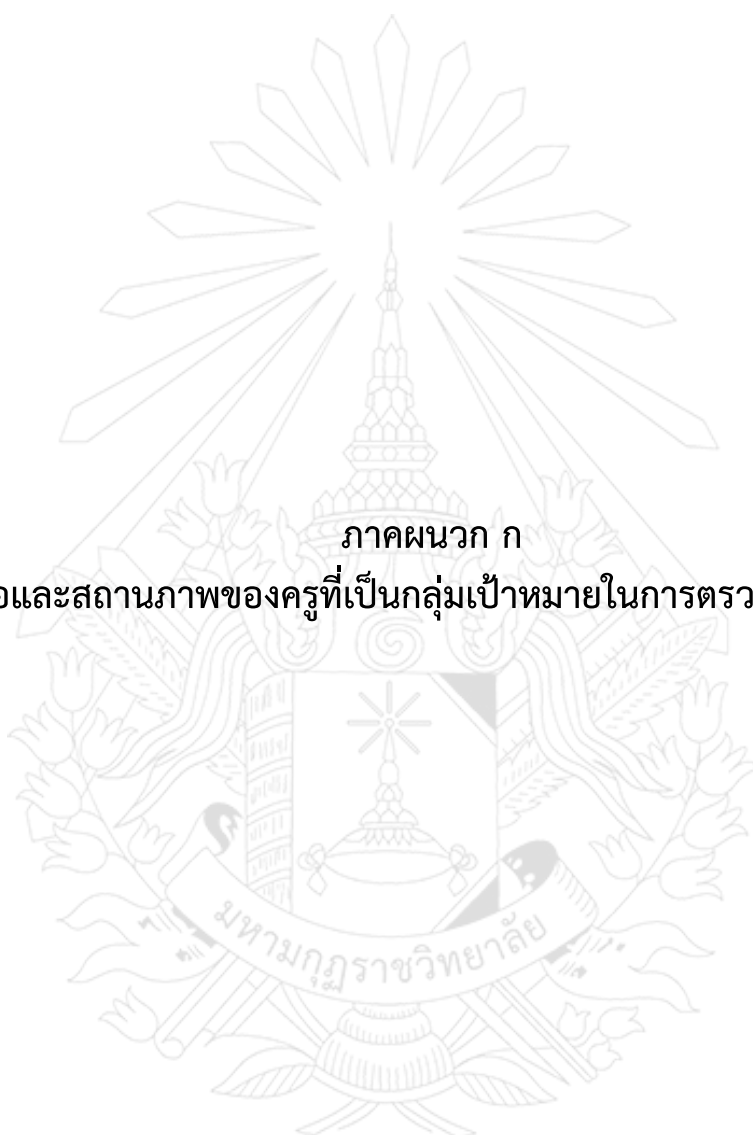 ภาคผนวก ก
อและสถานภาพของครูที่เป็นกลุ่มเป้าหมายในการตรว
มหามกุฏราชวิทยาลัย